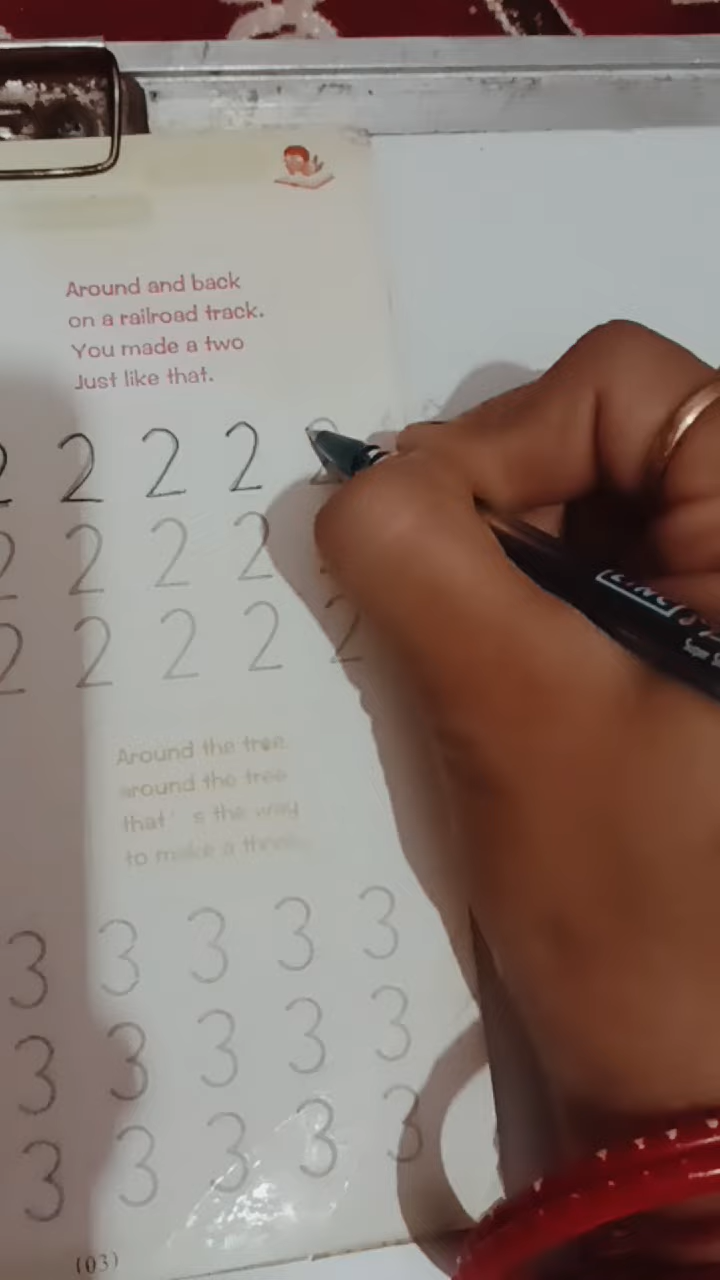 Around and back
on a railroad track.
You made a two
Just like that.
2 2 2 2 2
2 2 2 2
2 2 2 2 2
Around the tree
around the tree
that's the way
to make a three
3 3 3 3 3
3 3 3 3 3
3 3 3 3 3
(03)